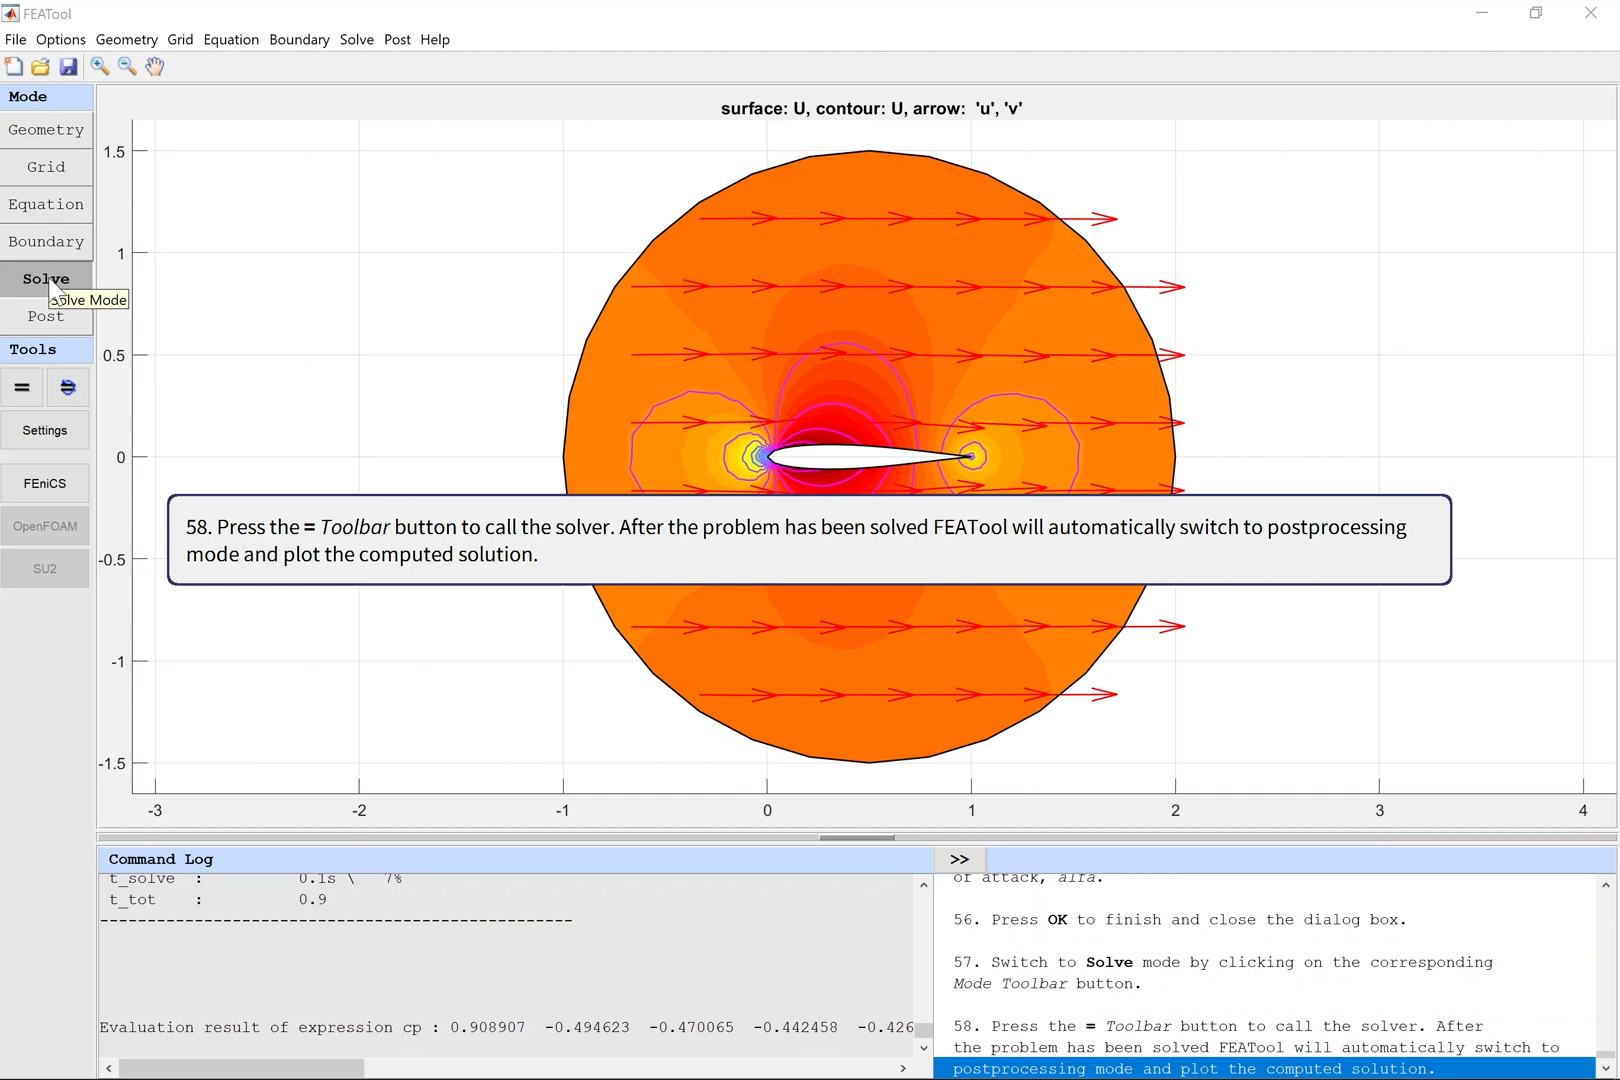 FEATool
File Options Geometry Grid Equation Boundary Solve Post Help
Mode
Geometry
Grid
Equation
Boundary
Solve
Solve Mode
Post
Tools
=
Settings
FEniCS
OpenFOAM
SU2
surface: U, contour: U, arrow: 'u', 'v'
1.5
1
0.5
0
-0.5
-1
-1.5
-3 -2 -1 0 1 2 3 4
58. Press the = Toolbar button to call the solver. After the problem has been solved FEATool will automatically switch to postprocessing
mode and plot the computed solution.
Command Log
t_solve : 0.1s \ 7%
t_tot : 0.9
--------------------------------------------------
Evaluation result of expression cp : 0.908907 -0.494623 -0.470065 -0.442458 -0.426
>>
of attack, alfa.
56. Press OK to finish and close the dialog box.
57. Switch to Solve mode by clicking on the corresponding
Mode Toolbar button.
58. Press the = Toolbar button to call the solver. After
the problem has been solved FEATool will automatically switch to
postprocessing mode and plot the computed solution.